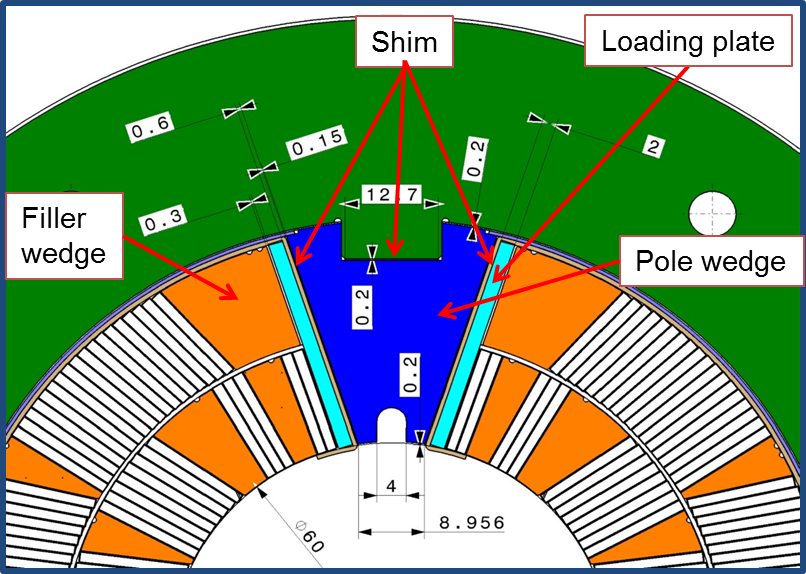 Shim
Loading plate
0.6
0.15
0.2
2
12.7
0.3
Filler
wedge
Pole wedge
0.2
0.2
4
8.956
⌀60